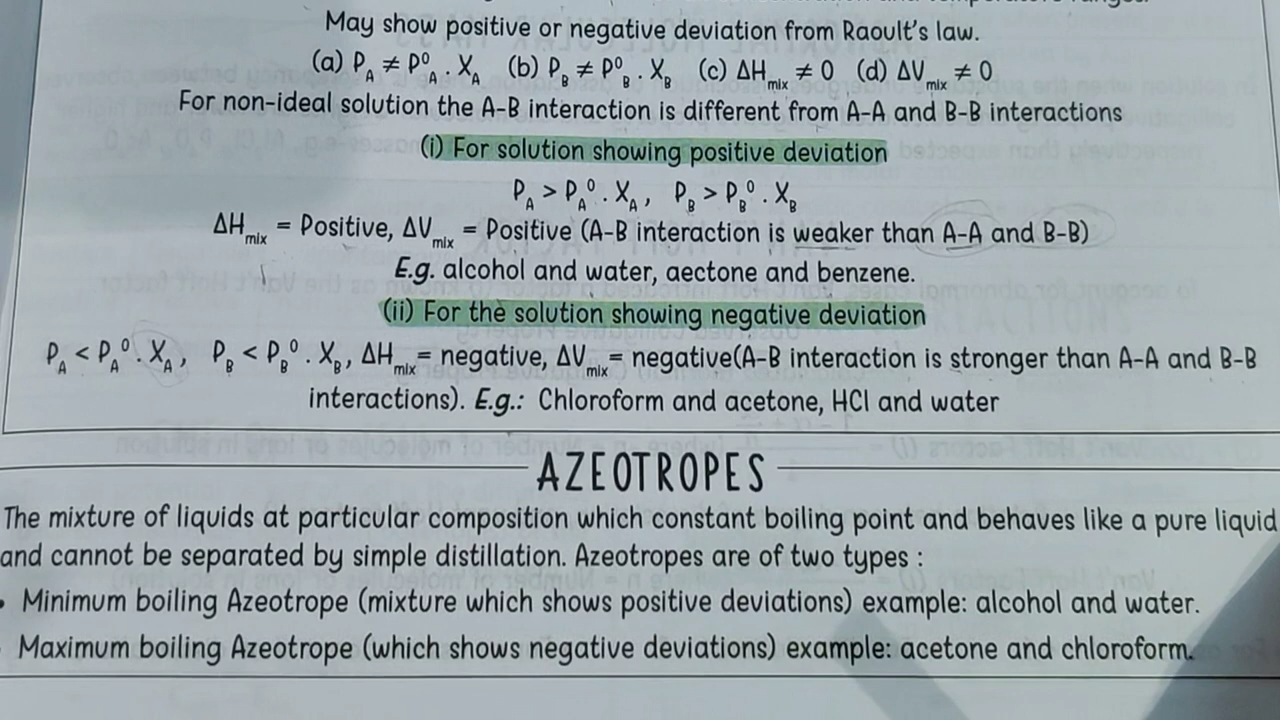 May show positive or negative deviation from Raoult's law.
(a) P_A ≠ P⁰_A . X_A (b) P_B ≠ P⁰_B . X_B (c) ΔH_mix ≠ 0 (d) ΔV_mix ≠ 0
For non-ideal solution the A-B interaction is different from A-A and B-B interactions
(i) For solution showing positive deviation
P_A > P_A⁰ . X_A, P_B > P_B⁰ . X_B
ΔH_mix = Positive, ΔV_mix = Positive (A-B interaction is weaker than A-A and B-B)
E.g. alcohol and water, aectone and benzene.
(ii) For the solution showing negative deviation
P_A < P_A⁰ . X_A, P_B < P_B⁰ . X_B, ΔH_mix = negative, ΔV_mix = negative(A-B interaction is stronger than A-A and B-B
interactions). E.g.: Chloroform and acetone, HCl and water
AZEOTROPES
The mixture of liquids at particular composition which constant boiling point and behaves like a pure liquid
and cannot be separated by simple distillation. Azeotropes are of two types :
• Minimum boiling Azeotrope (mixture which shows positive deviations) example: alcohol and water.
• Maximum boiling Azeotrope (which shows negative deviations) example: acetone and chloroform.